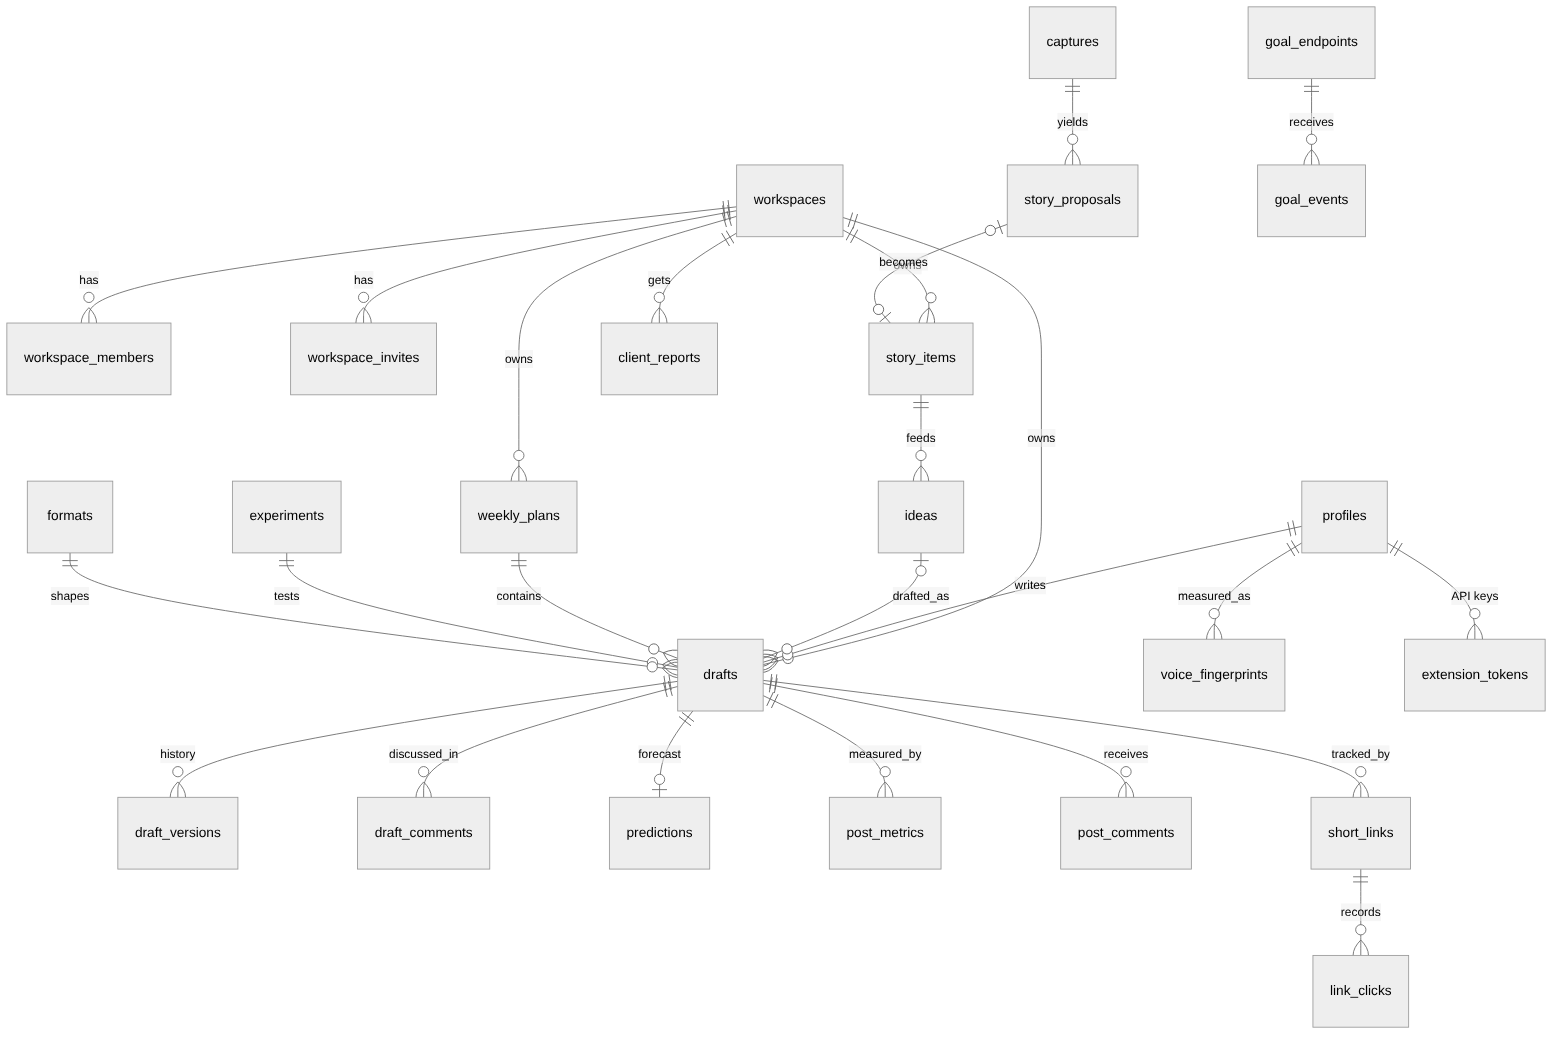 captures
goal_endpoints
yields
receives
workspaces
story_proposals
goal_events
has
has
gets
becomes
owns
owns
workspace_members
workspace_invites
client_reports
story_items
feeds
owns
formats
experiments
weekly_plans
ideas
profiles
shapes
tests
contains
drafted_as
writes
measured_as
API keys
drafts
voice_fingerprints
extension_tokens
history
discussed_in
forecast
measured_by
receives
tracked_by
draft_versions
draft_comments
predictions
post_metrics
post_comments
short_links
records
link_clicks